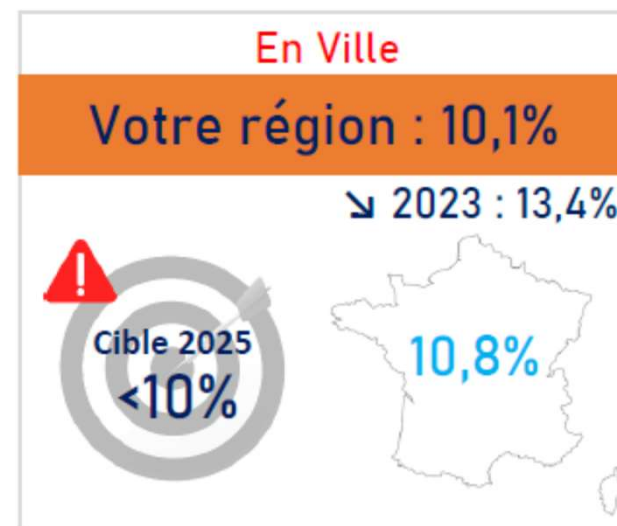 En Ville
Votre région : 10,1%
↘ 2023 : 13,4%
!
Cible 2025
<10%
10,8%